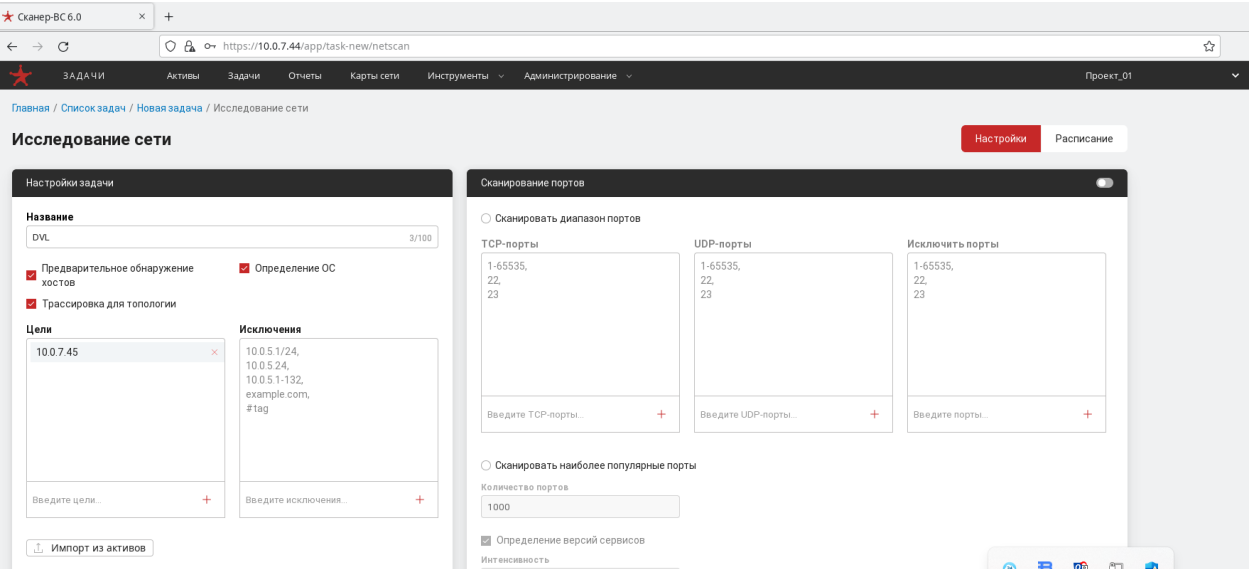 Сканер-ВС 6.0
https://10.0.7.44/app/task-new/netscan
ЗАДАЧИ Активы Задачи Отчеты Карты сети Инструменты Администрирование Проект_01
Главная / Список задач / Новая задача / Исследование сети
Исследование сети
Настройки Расписание
Настройки задачи
Название
DVL 3/100
Предварительное обнаружение хостов
Определение ОС
Трассировка для топологии
Цели
10.0.7.45
Введите цели...
Исключения
10.0.5.1/24,
10.0.5.24,
10.0.5.1-132,
example.com,
#tag
Введите исключения...
Импорт из активов
Сканирование портов
Сканировать диапазон портов
TCP-порты
1-65535,
22,
23
Введите TCP-порты...
UDP-порты
1-65535,
22,
23
Введите UDP-порты...
Исключить порты
1-65535,
22,
23
Введите порты...
Сканировать наиболее популярные порты
Количество портов
1000
Определение версий сервисов
Интенсивность